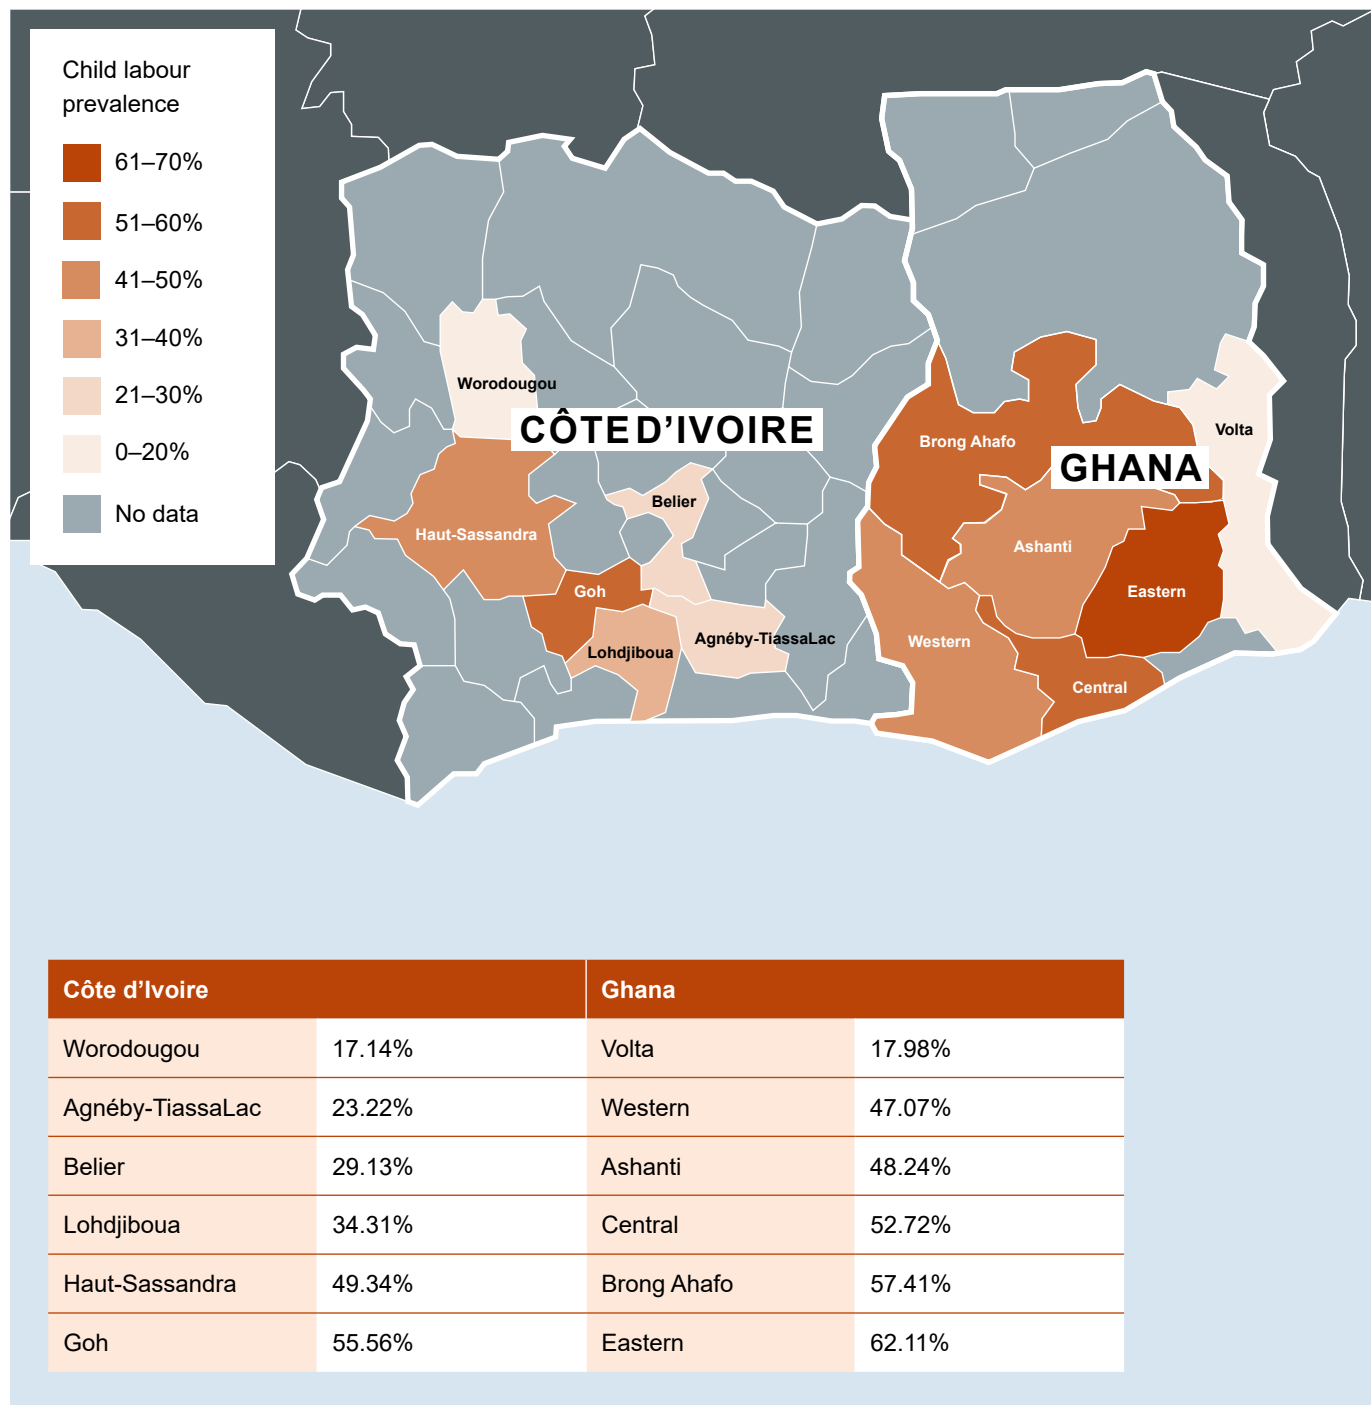 Child labour
prevalence
61–70%
51–60%
41–50%
31–40%
21–30%
0–20%
No data
Worodougou
CÔTE D’IVOIRE
Brong Ahafo
Volta
GHANA
Belier
Haut-Sassandra
Ashanti
Goh
Eastern
Agnéby-TiassaLac
Western
Lohdjiboua
Central
Côte d’Ivoire Ghana
Worodougou 17.14% Volta 17.98%
Agnéby-TiassaLac 23.22% Western 47.07%
Belier 29.13% Ashanti 48.24%
Lohdjiboua 34.31% Central 52.72%
Haut-Sassandra 49.34% Brong Ahafo 57.41%
Goh 55.56% Eastern 62.11%